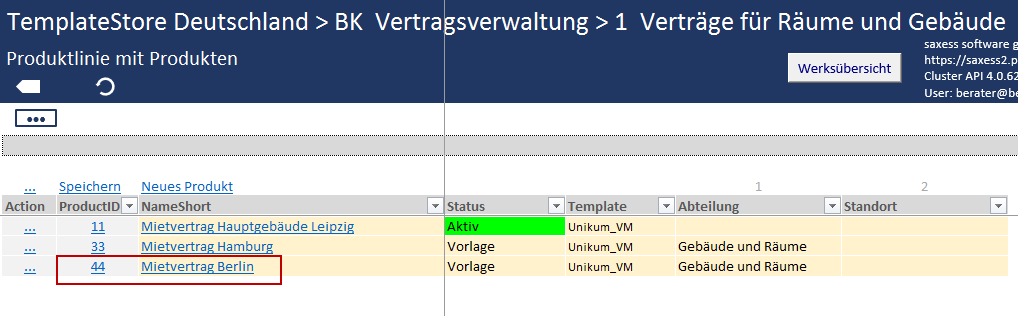 TemplateStore Deutschland > BK Vertragsverwaltung > 1 Verträge für Räume und Gebäude
Produktlinie mit Produkten
Werksübersicht
saxess software g
https://saxess2.p
Cluster API 4.0.62
User: berater@be
...
... Speichern Neues Produkt 1 2
Action ProductID NameShort Status Template Abteilung Standort
... 11 Mietvertrag Hauptgebäude Leipzig Aktiv Unikum_VM
... 33 Mietvertrag Hamburg Vorlage Unikum_VM Gebäude und Räume
... 44 Mietvertrag Berlin Vorlage Unikum_VM Gebäude und Räume